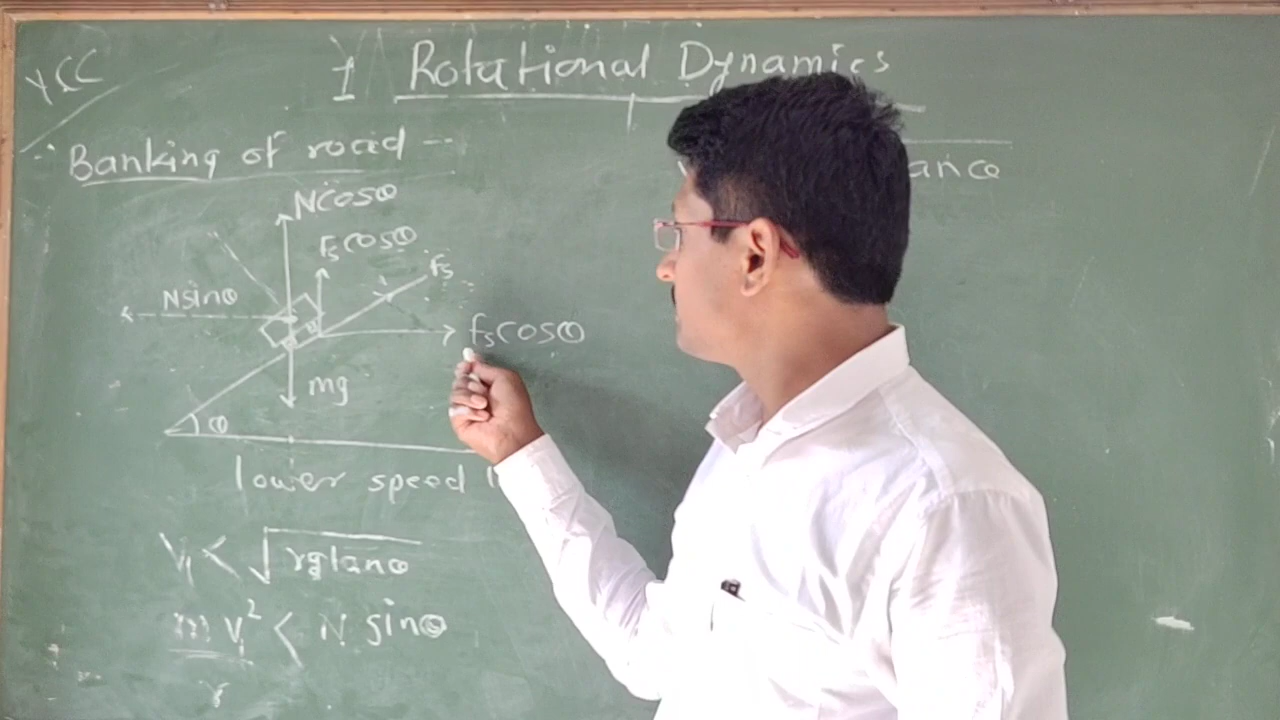 YCC
1 Rotational Dynamics
Banking of road --
Ncosθ
fscosθ
fs
Nsinθ
θ
fscosθ
mg
θ
lower speed
V1 < √rgtanθ
mv1² < N sinθ
r